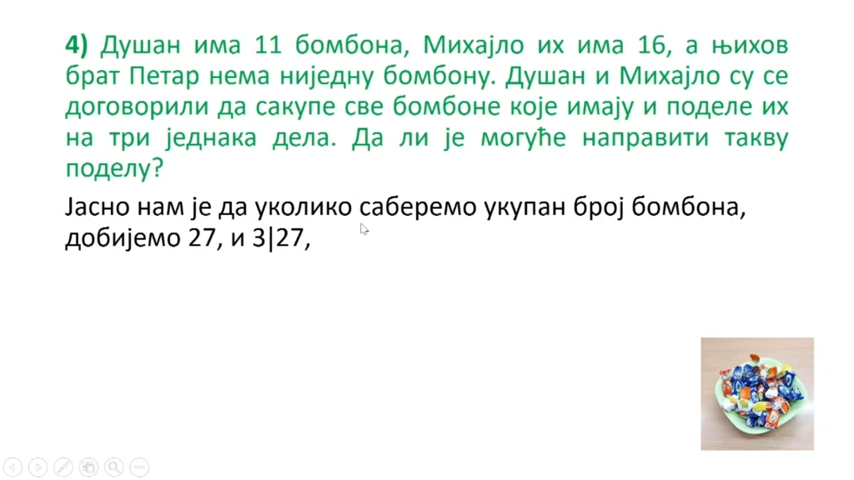 4) Душан има 11 бомбона, Михајло их има 16, а њихов
брат Петар нема ниједну бомбону. Душан и Михајло су се
договорили да сакупе све бомбоне које имају и поделе их
на три једнака дела. Да ли је могуће направити такву
поделу?
Јасно нам је да уколико саберемо укупан број бомбона,
добијемо 27, и 3|27,